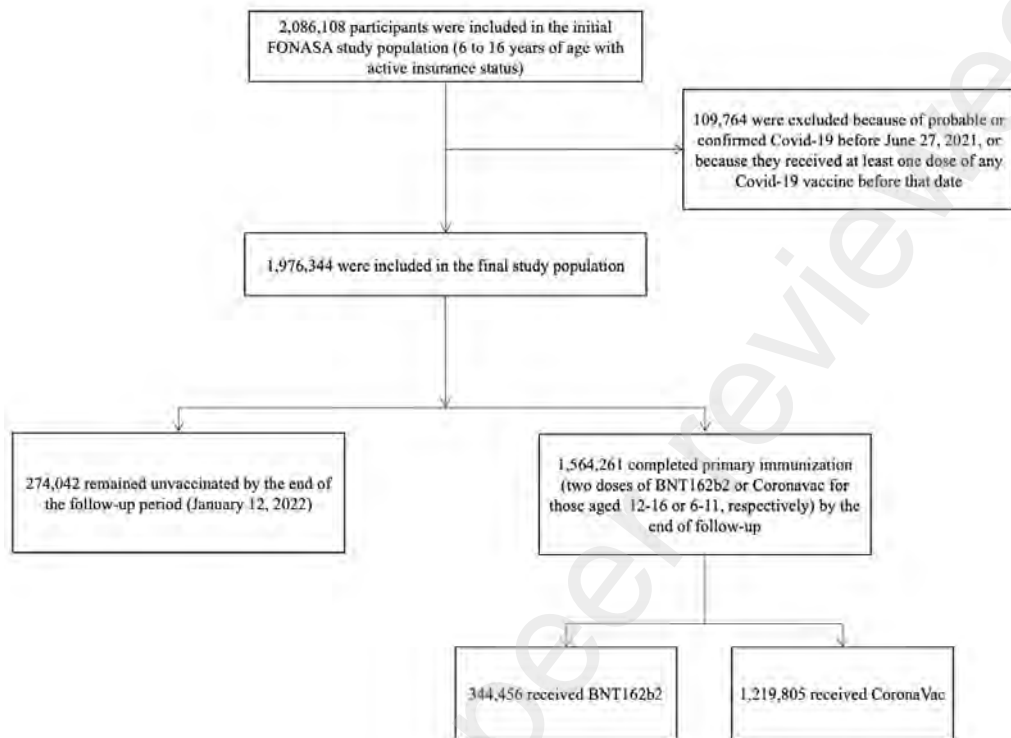 2,086,108 participants were included in the initial
FONASA study population (6 to 16 years of age with
active insurance status)
109,764 were excluded because of probable or
confirmed Covid-19 before June 27, 2021, or
because they received at least one dose of any
Covid-19 vaccine before that date
1,976,344 were included in the final study population
274,042 remained unvaccinated by the end of
the follow-up period (January 12, 2022)
1,564,261 completed primary immunization
(two doses of BNT162b2 or Coronavac for
those aged 12-16 or 6-11, respectively) by the
end of follow-up
344,456 received BNT162b2
1,219,805 received CoronaVac
peer reviewe